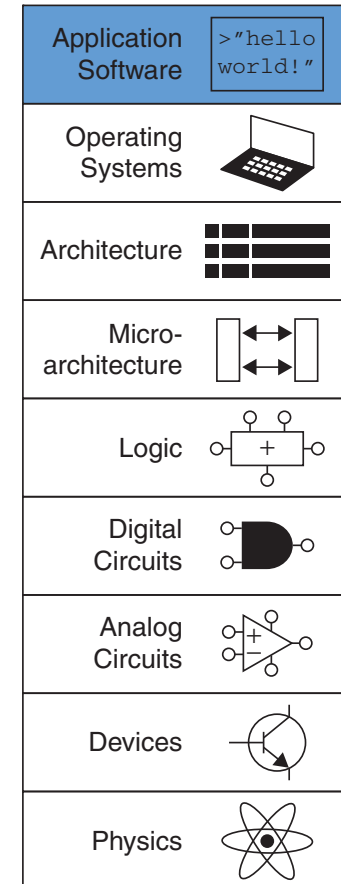 Application
Software
>"hello
world!"
Operating
Systems
Architecture
Micro-
architecture
Logic
+
Digital
Circuits
Analog
Circuits
+
−
Devices
Physics